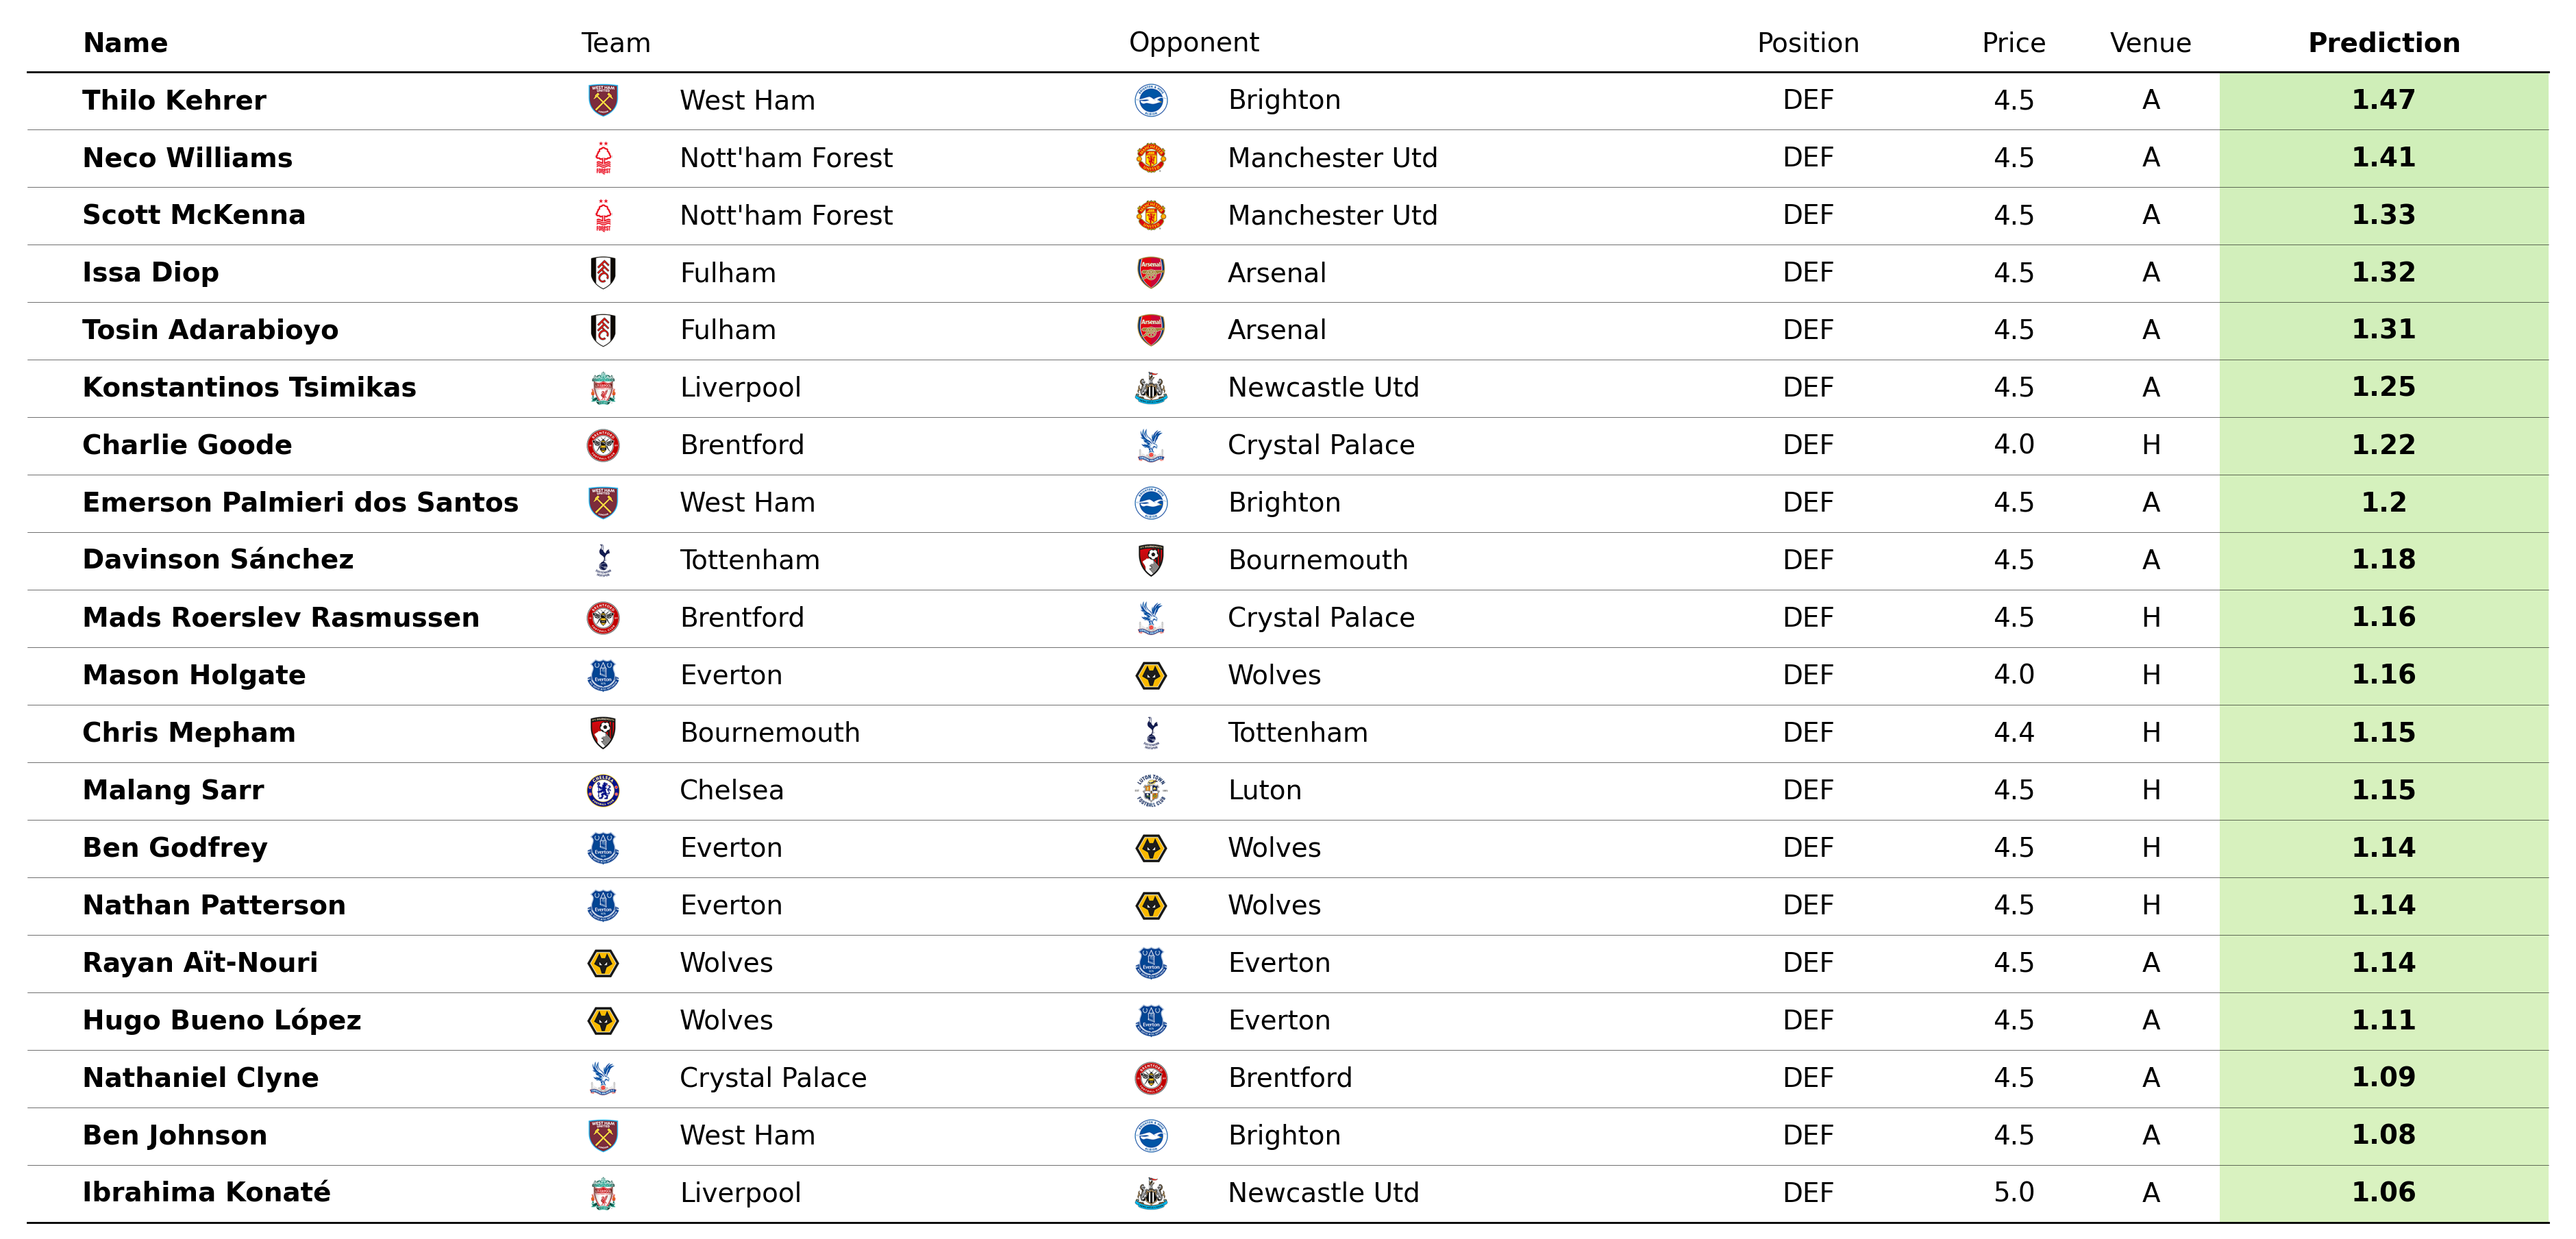 Name Team Opponent Position Price Venue Prediction
Thilo Kehrer West Ham Brighton DEF 4.5 A 1.47
Neco Williams Nott'ham Forest Manchester Utd DEF 4.5 A 1.41
Scott McKenna Nott'ham Forest Manchester Utd DEF 4.5 A 1.33
Issa Diop Fulham Arsenal DEF 4.5 A 1.32
Tosin Adarabioyo Fulham Arsenal DEF 4.5 A 1.31
Konstantinos Tsimikas Liverpool Newcastle Utd DEF 4.5 A 1.25
Charlie Goode Brentford Crystal Palace DEF 4.0 H 1.22
Emerson Palmieri dos Santos West Ham Brighton DEF 4.5 A 1.2
Davinson Sánchez Tottenham Bournemouth DEF 4.5 A 1.18
Mads Roerslev Rasmussen Brentford Crystal Palace DEF 4.5 H 1.16
Mason Holgate Everton Wolves DEF 4.0 H 1.16
Chris Mepham Bournemouth Tottenham DEF 4.4 H 1.15
Malang Sarr Chelsea Luton DEF 4.5 H 1.15
Ben Godfrey Everton Wolves DEF 4.5 H 1.14
Nathan Patterson Everton Wolves DEF 4.5 H 1.14
Rayan Aït-Nouri Wolves Everton DEF 4.5 A 1.14
Hugo Bueno López Wolves Everton DEF 4.5 A 1.11
Nathaniel Clyne Crystal Palace Brentford DEF 4.5 A 1.09
Ben Johnson West Ham Brighton DEF 4.5 A 1.08
Ibrahima Konaté Liverpool Newcastle Utd DEF 5.0 A 1.06